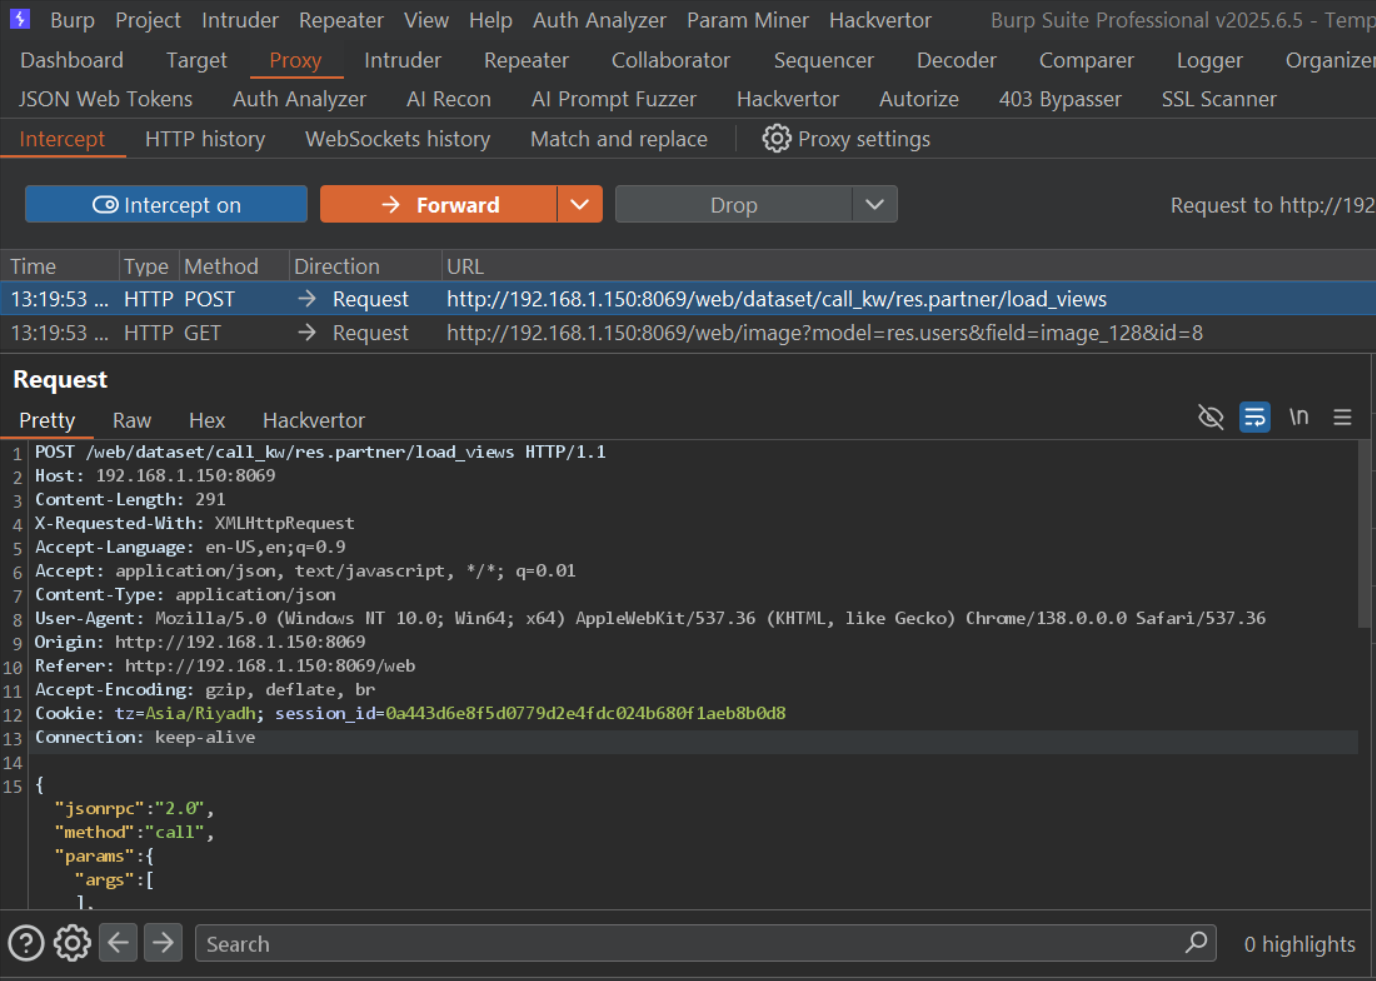 Burp Project Intruder Repeater View Help Auth Analyzer Param Miner Hackvertor Burp Suite Professional v2025.6.5 - Temp
Dashboard Target Proxy Intruder Repeater Collaborator Sequencer Decoder Comparer Logger Organizer
JSON Web Tokens Auth Analyzer AI Recon AI Prompt Fuzzer Hackvertor Autorize 403 Bypasser SSL Scanner
Intercept HTTP history WebSockets history Match and replace Proxy settings
Intercept on Forward Drop Request to http://192
Time Type Method Direction URL
13:19:53 ... HTTP POST → Request http://192.168.1.150:8069/web/dataset/call_kw/res.partner/load_views
13:19:53 ... HTTP GET → Request http://192.168.1.150:8069/web/image?model=res.users&field=image_128&id=8
Request
Pretty Raw Hex Hackvertor \n
1 POST /web/dataset/call_kw/res.partner/load_views HTTP/1.1
2 Host: 192.168.1.150:8069
3 Content-Length: 291
4 X-Requested-With: XMLHttpRequest
5 Accept-Language: en-US,en;q=0.9
6 Accept: application/json, text/javascript, */*; q=0.01
7 Content-Type: application/json
8 User-Agent: Mozilla/5.0 (Windows NT 10.0; Win64; x64) AppleWebKit/537.36 (KHTML, like Gecko) Chrome/138.0.0.0 Safari/537.36
9 Origin: http://192.168.1.150:8069
10 Referer: http://192.168.1.150:8069/web
11 Accept-Encoding: gzip, deflate, br
12 Cookie: tz=Asia/Riyadh; session_id=0a443d6e8f5d0779d2e4fdc024b680f1aeb8b0d8
13 Connection: keep-alive
14
15 {
"jsonrpc":"2.0",
"method":"call",
"params":{
"args":[
],
Search 0 highlights